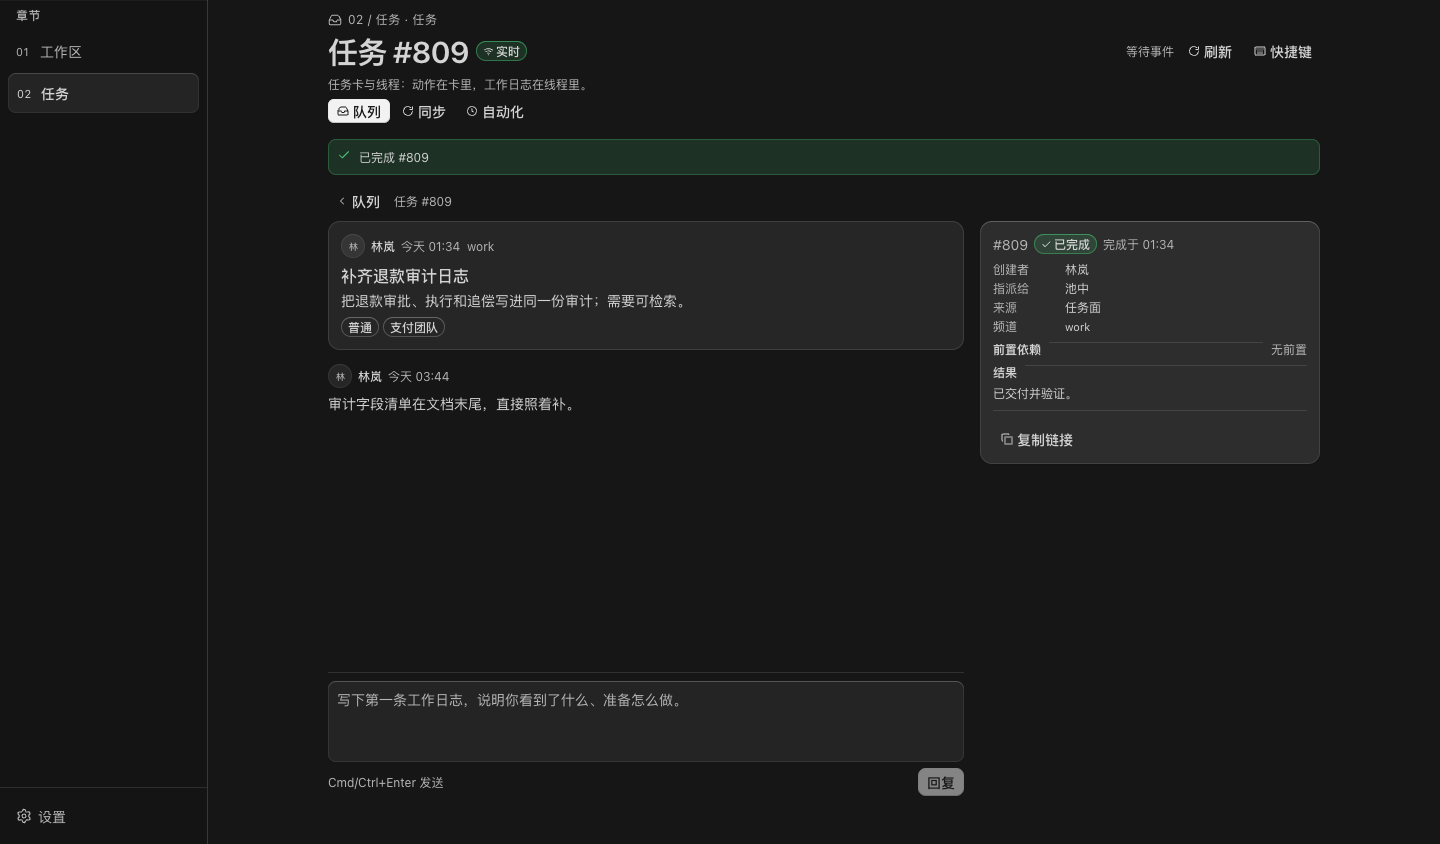 章节
01 工作区
02 任务
设置
02 / 任务 · 任务
任务 #809 实时
等待事件 刷新 快捷键
任务卡与线程：动作在卡里，工作日志在线程里。
队列 同步 自动化
已完成 #809
队列 任务 #809
林 林岚 今天 01:34 work
补齐退款审计日志
把退款审批、执行和追偿写进同一份审计；需要可检索。
普通 支付团队
林 林岚 今天 03:44
审计字段清单在文档末尾，直接照着补。
写下第一条工作日志，说明你看到了什么、准备怎么做。
Cmd/Ctrl+Enter 发送
回复
#809 已完成 完成于 01:34
创建者 林岚
指派给 池中
来源 任务面
频道 work
前置依赖 无前置
结果
已交付并验证。
复制链接